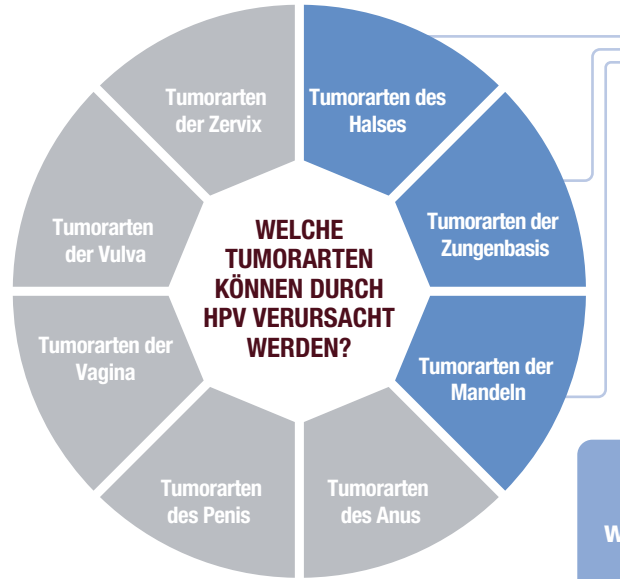 Tumorarten
der Zervix
Tumorarten des
Halses
Tumorarten der
Zungenbasis
Tumorarten der
Mandeln
Tumorarten
des Anus
Tumorarten
des Penis
Tumorarten der
Vagina
Tumorarten
der Vulva
WELCHE
TUMORARTEN
KÖNNEN DURCH
HPV VERURSACHT
WERDEN?